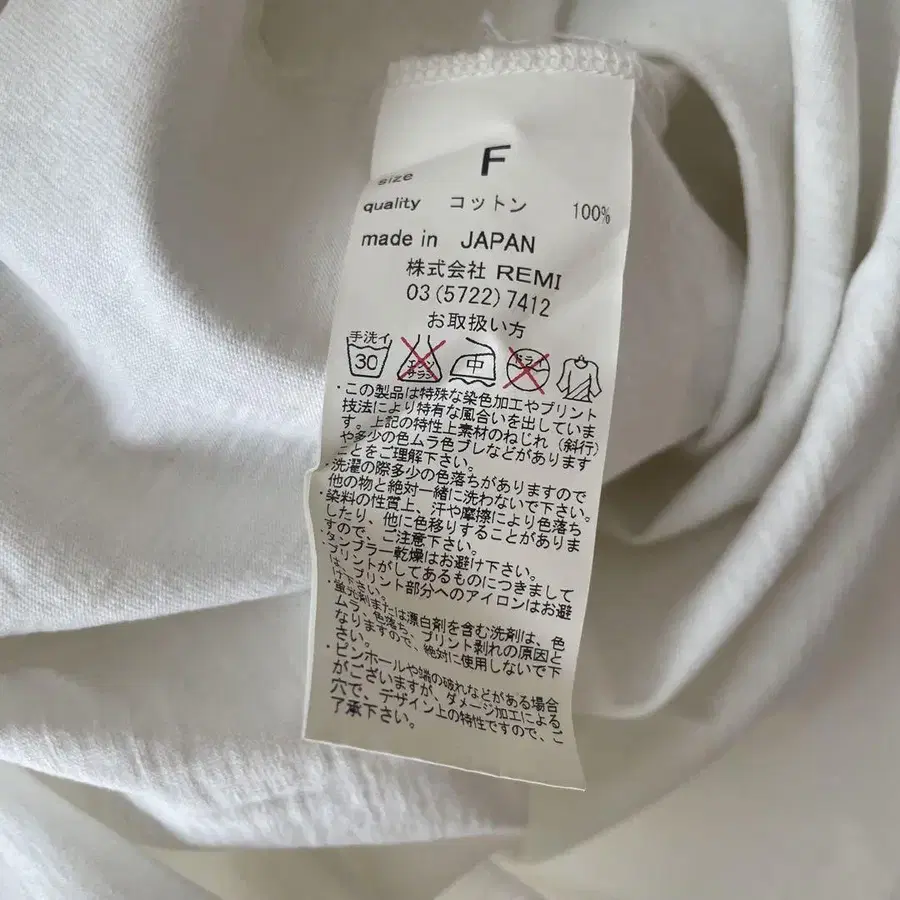 size F
quality コットン 100%
made in JAPAN
株式会社 REMI
03(5722)7412
お取扱い方
手洗イ
30
エンソ
サラシ
中
ドライ
・この製品は特殊な染色加工やプリント
技法により特有な風合いを出していま
す。上記の特性上素材のねじれ（斜行）
や多少の色ムラ色ブレなどがあります
ことをご理解下さい。
・洗濯の際多少の色落ちがありますので
他の物と絶対一緒に洗わないで下さい。
・染料の性質上、汗や摩擦により色落ち
したり、他に色移りすることがありま
すので、ご注意下さい。
・タンブラー乾燥はお避け下さい。
・プリントがしてあるものにつきまして
は、プリント部分へのアイロンはお避
け下さい。
・蛍光剤または漂白剤を含む洗剤は、色
ムラ、色落ち、プリント剥れの原因と
なりますので、絶対に使用しないで下
さい。
・ピンホールや端の破れなどがある場合
がございますが、ダメージ加工による
穴で、デザイン上の特性ですので、ご
了承下さい。